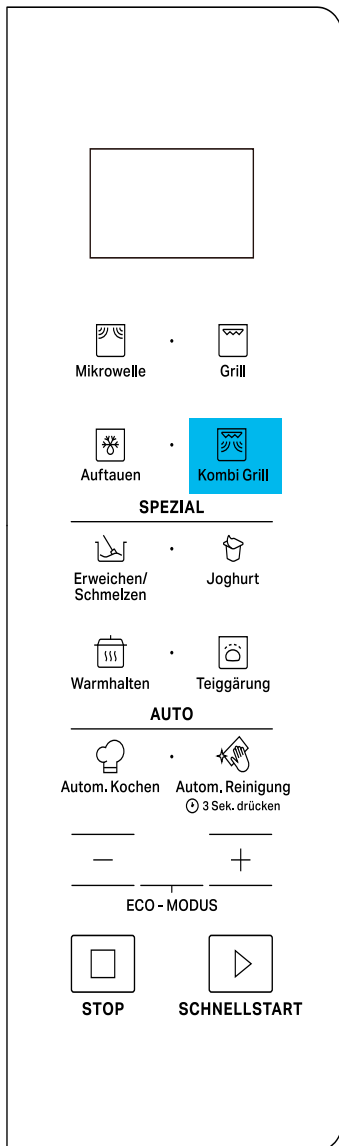 Mikrowelle
Grill
Auftauen
Kombi Grill
SPEZIAL
Erweichen/
Schmelzen
Joghurt
Warmhalten
Teiggärung
AUTO
Autom. Kochen
Autom. Reinigung
3 Sek. drücken
− +
ECO - MODUS
STOP
SCHNELLSTART